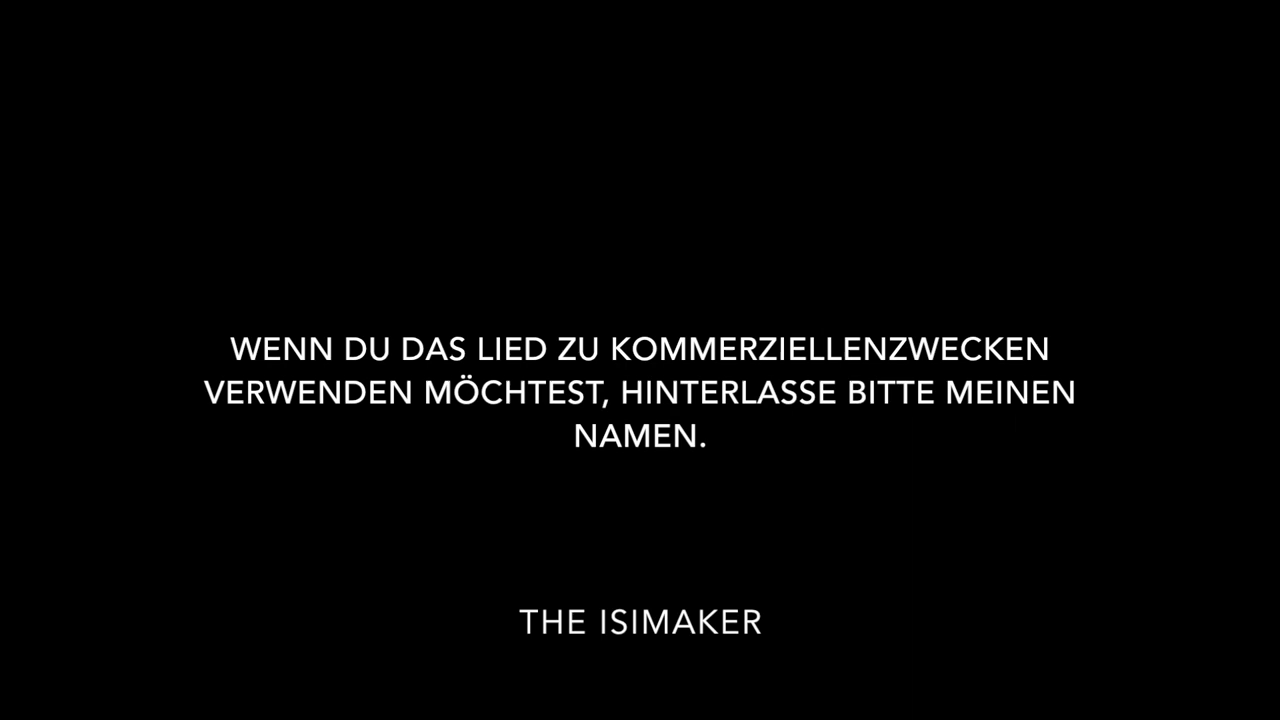 WENN DU DAS LIED ZU KOMMERZIELLENZWECKEN
VERWENDEN MÖCHTEST, HINTERLASSE BITTE MEINEN
NAMEN.
THE ISIMAKER